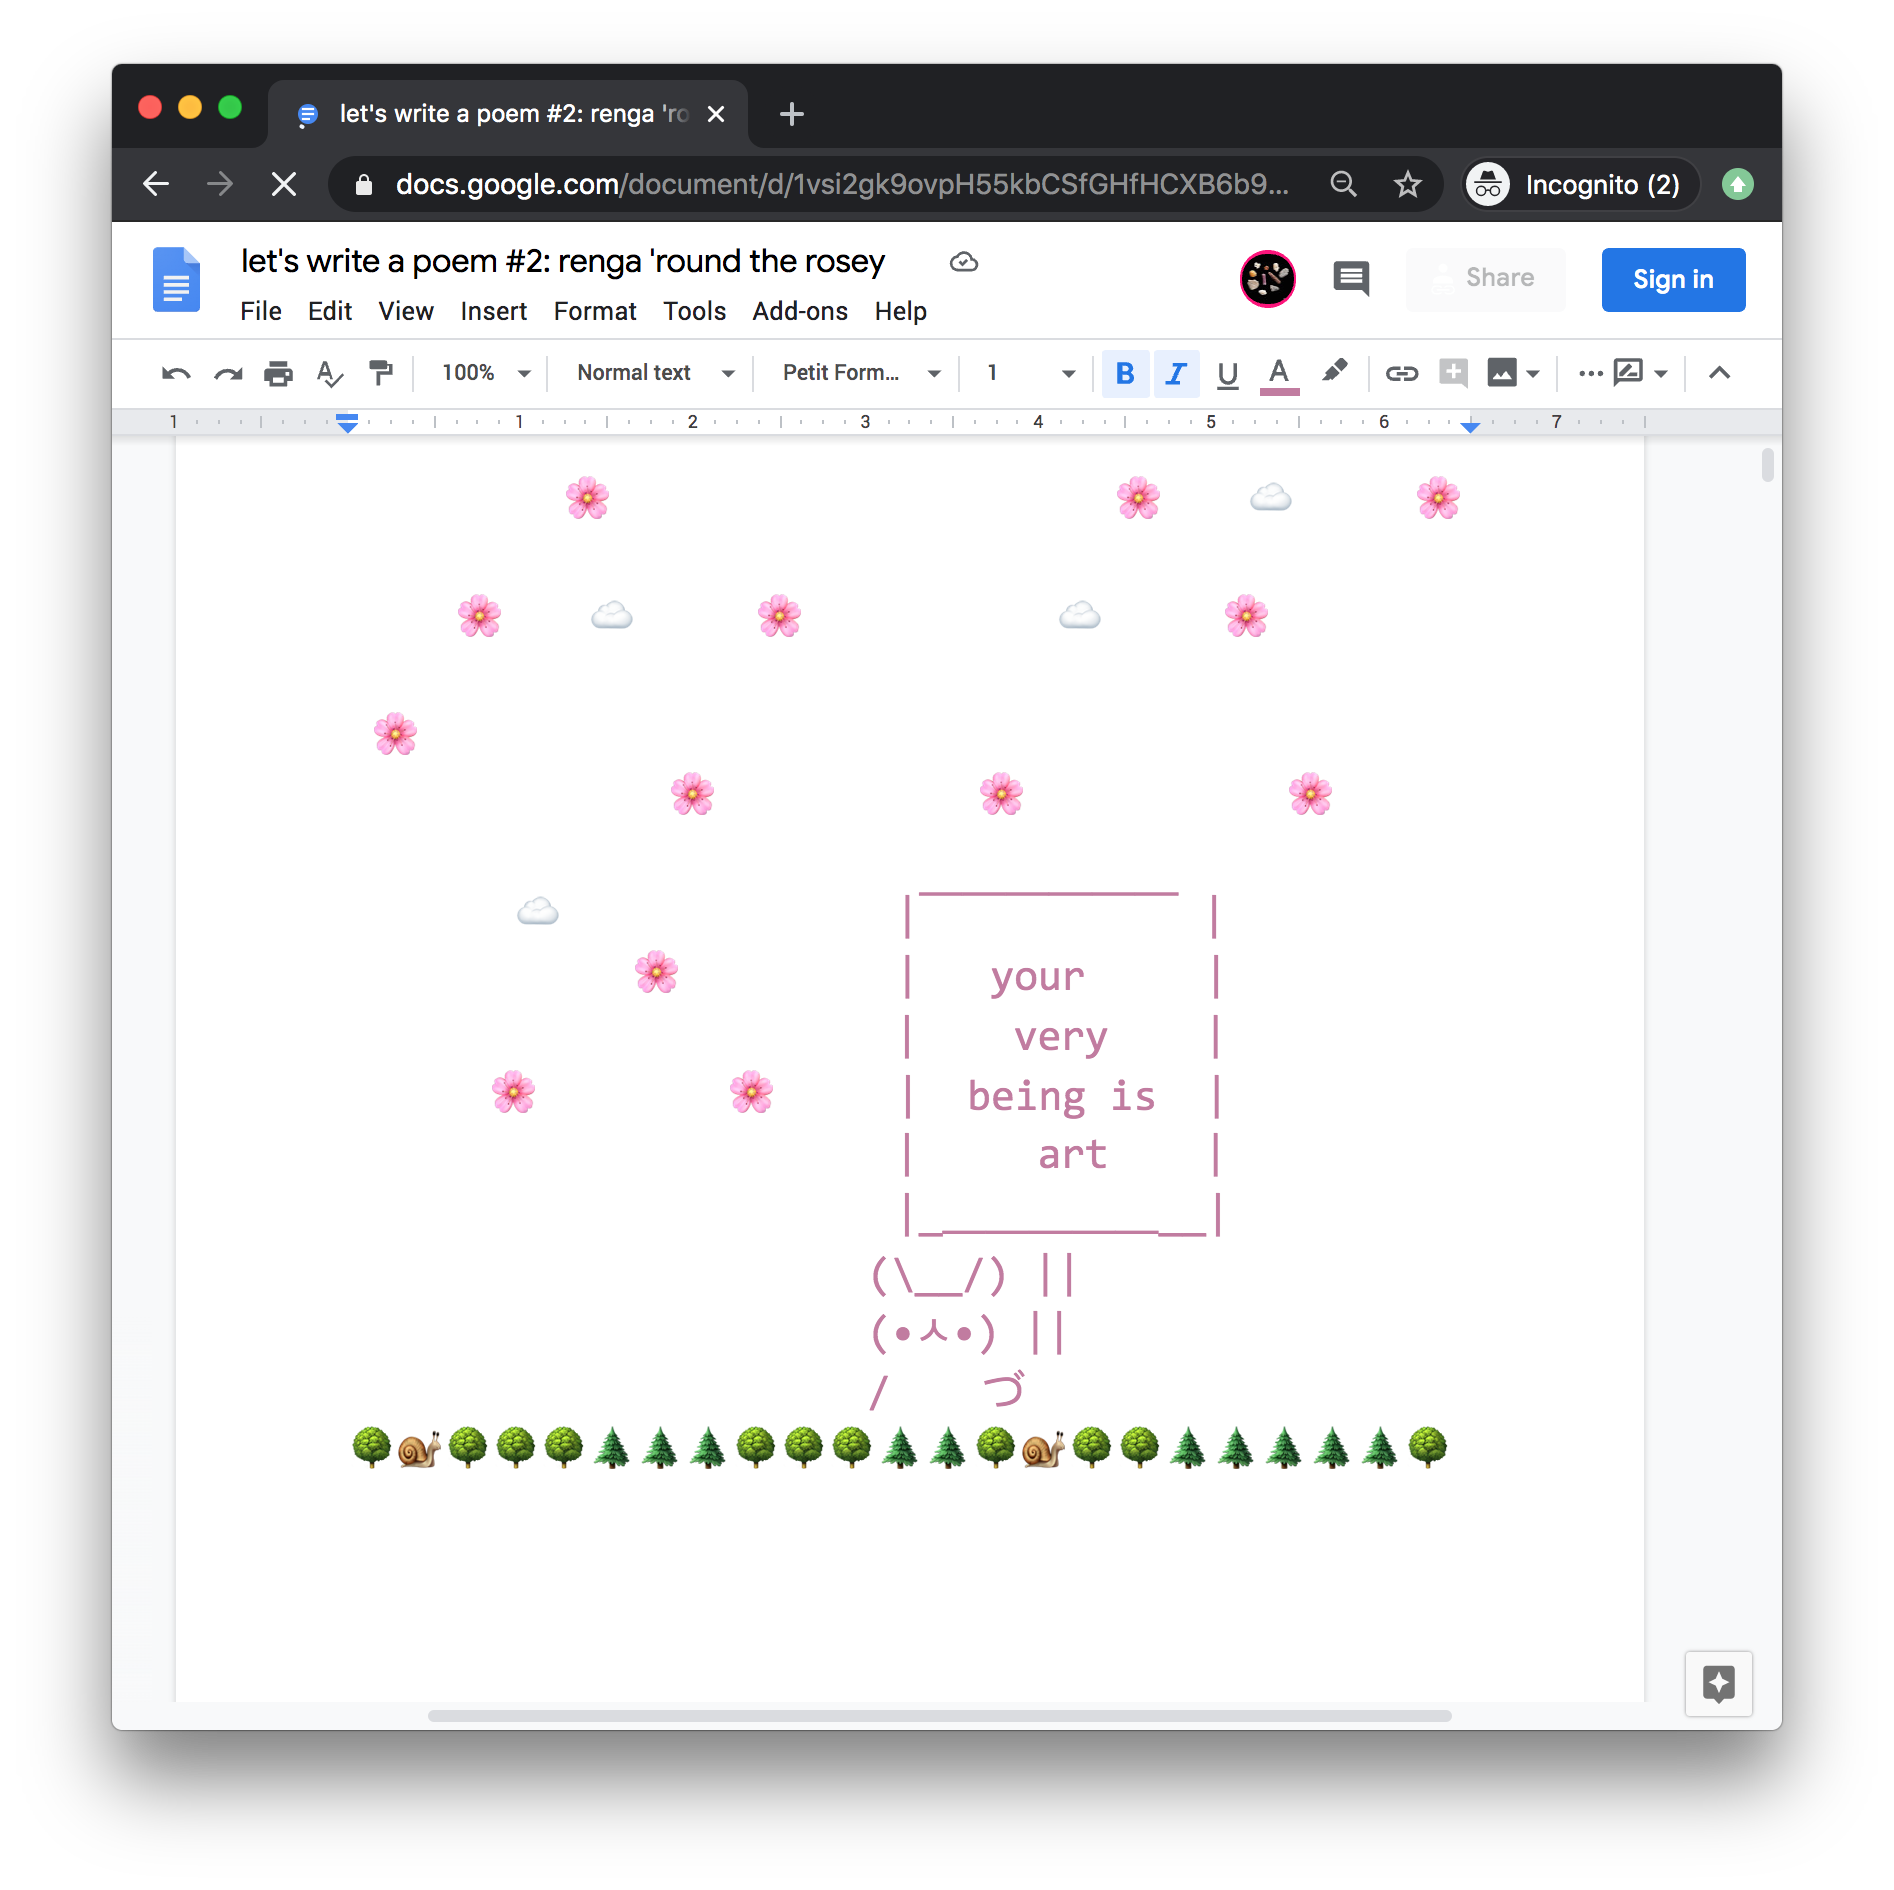 let's write a poem #2: renga 'ro
docs.google.com/document/d/1vsi2gk9ovpH55kbCSfGHfHCXB6b9...
Incognito (2)
let's write a poem #2: renga 'round the rosey
Share
Sign in
File Edit View Insert Format Tools Add-ons Help
100% Normal text Petit Form... 1 B I U A
1 1 2 3 4 5 6 7
your
very
being is
art
(\__/) ||
(•ㅅ•) ||
/ づ